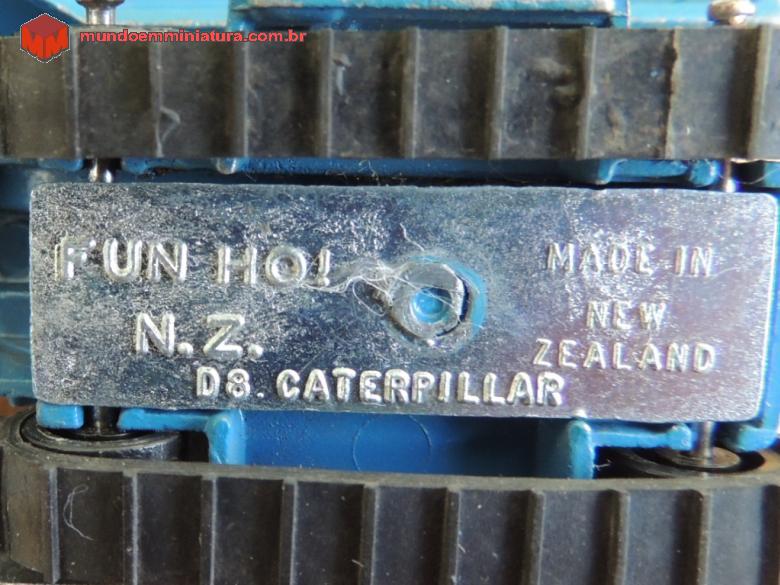 mundoemminiatura.com.br
FUN HO!
N.Z.
MADE IN
NEW
ZEALAND
D8. CATERPILLAR